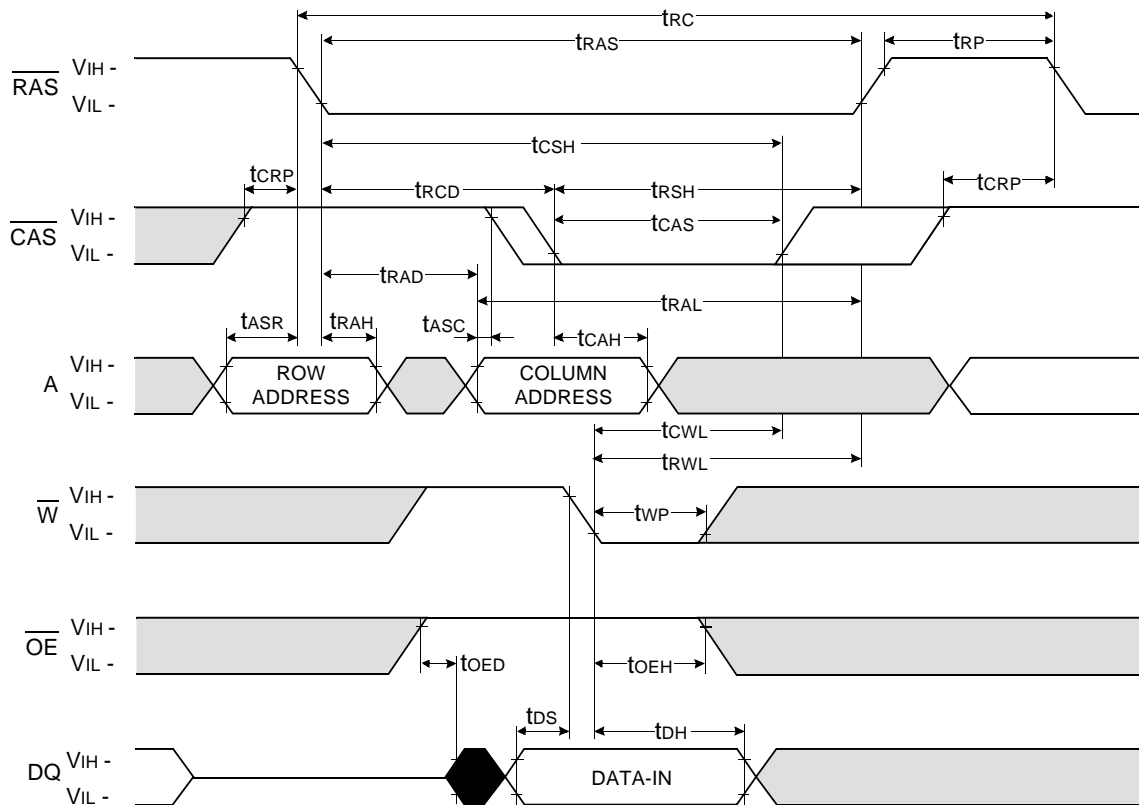 tRC
tRAS
tRP
RAS
VIH -
VIL -
tCSH
tCRP
tRCD
tRSH
tCRP
CAS
VIH -
VIL -
tCAS
tRAD
tRAL
tASR
tRAH
tASC
tCAH
A
VIH -
VIL -
ROW
ADDRESS
COLUMN
ADDRESS
tCWL
tRWL
W
VIH -
VIL -
tWP
OE
VIH -
VIL -
tOED
tOEH
tDS
tDH
DQ
VIH -
VIL -
DATA-IN